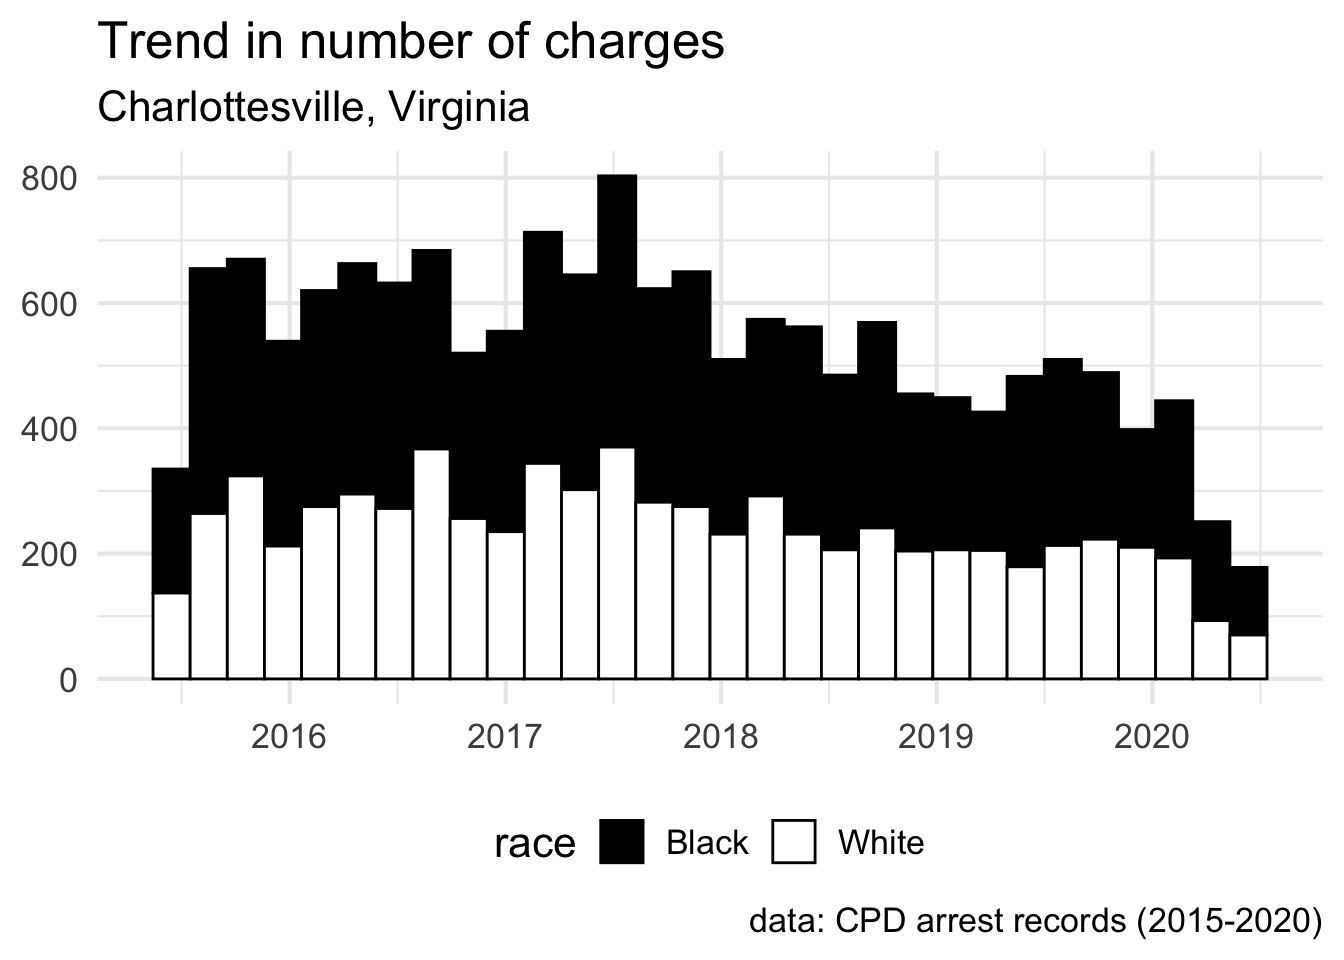 Trend in number of charges
Charlottesville, Virginia
800
600
400
200
0
2016 2017 2018 2019 2020
race Black White
data: CPD arrest records (2015-2020)